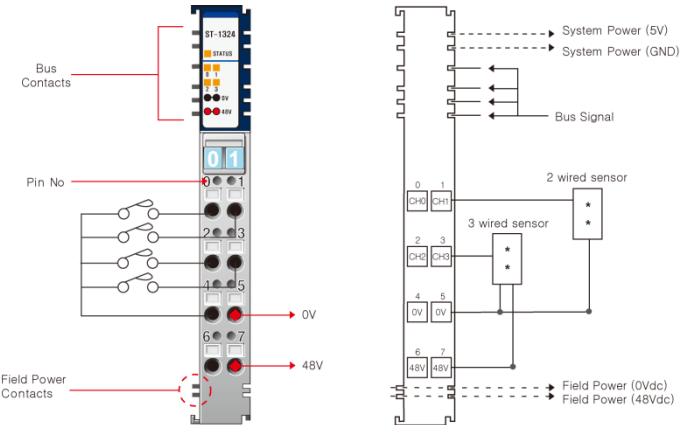 ST-1324
STATUS
0 1
2 3
0V
48V
Bus
Contacts
01
Pin No
0 1
2 3
4 5
0V
6 7
48V
Field Power
Contacts
System Power (5V)
System Power (GND)
Bus Signal
2 wired sensor
0 1
CH0 CH1
* *
3 wired sensor
2 3
CH2 CH3
* *
4 5
0V 0V
6 7
48V 48V
Field Power (0Vdc)
Field Power (48Vdc)